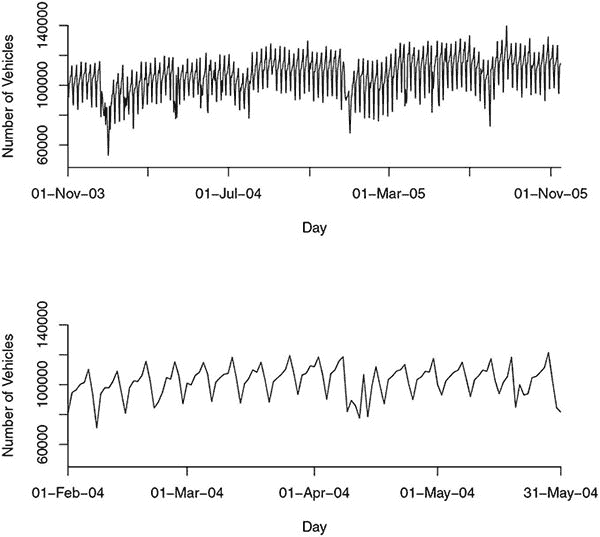 Number of Vehicles
140000
100000
60000
01-Nov-03 01-Jul-04 01-Mar-05 01-Nov-05
Day
Number of Vehicles
140000
100000
60000
01-Feb-04 01-Mar-04 01-Apr-04 01-May-04 31-May-04
Day